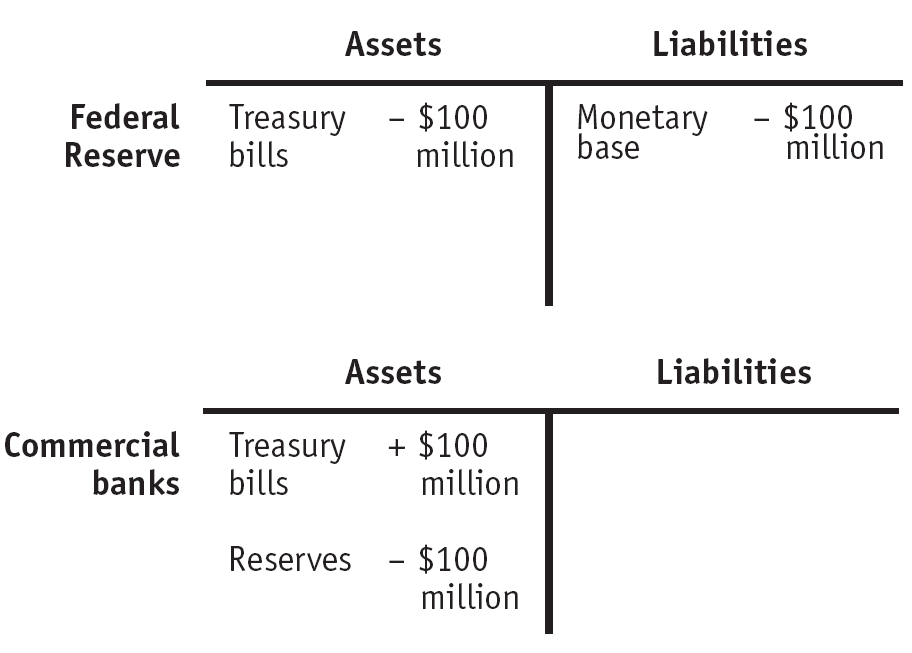 Assets Liabilities
Federal Reserve Treasury bills – $100 million Monetary base – $100 million
Assets Liabilities
Commercial banks Treasury bills + $100 million
Reserves – $100 million